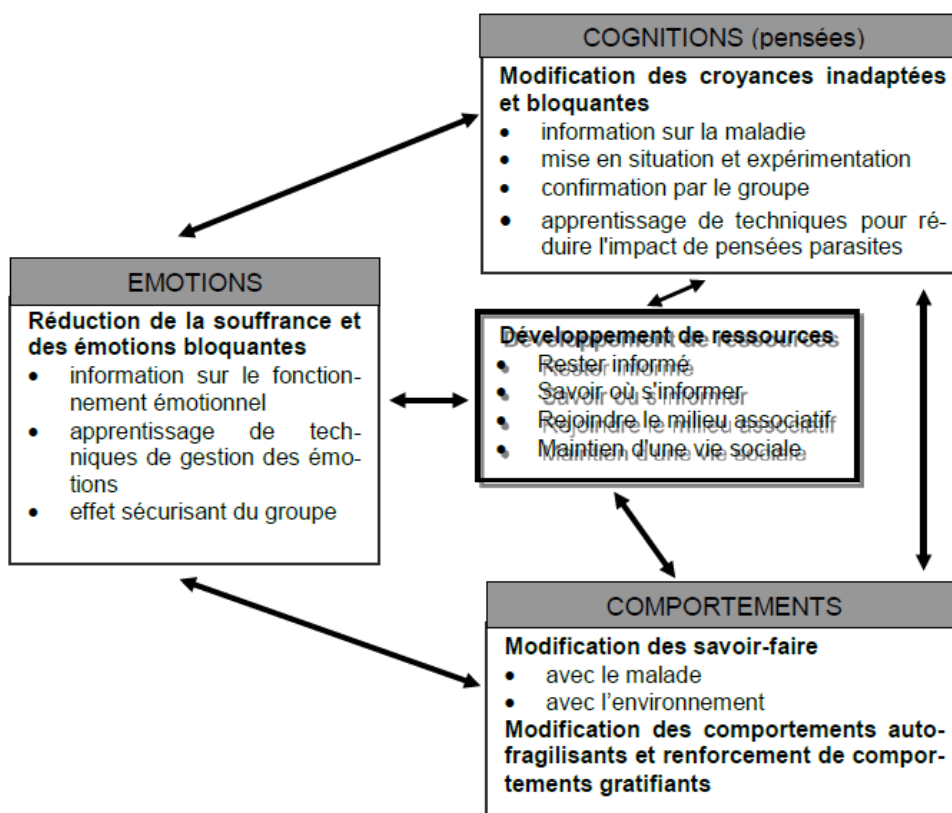 COGNITIONS (pensées)
Modification des croyances inadaptées
et bloquantes
• information sur la maladie
• mise en situation et expérimentation
• confirmation par le groupe
• apprentissage de techniques pour ré-
duire l'impact de pensées parasites
EMOTIONS
Réduction de la souffrance et
des émotions bloquantes
• information sur le fonction-
nement émotionnel
• apprentissage de tech-
niques de gestion des émo-
tions
• effet sécurisant du groupe
Développement de ressources
• Rester informé
• Savoir où s'informer
• Rejoindre le milieu associatif
• Maintien d'une vie sociale
COMPORTEMENTS
Modification des savoir-faire
• avec le malade
• avec l'environnement
Modification des comportements auto-
fragilisants et renforcement de compor-
tements gratifiants